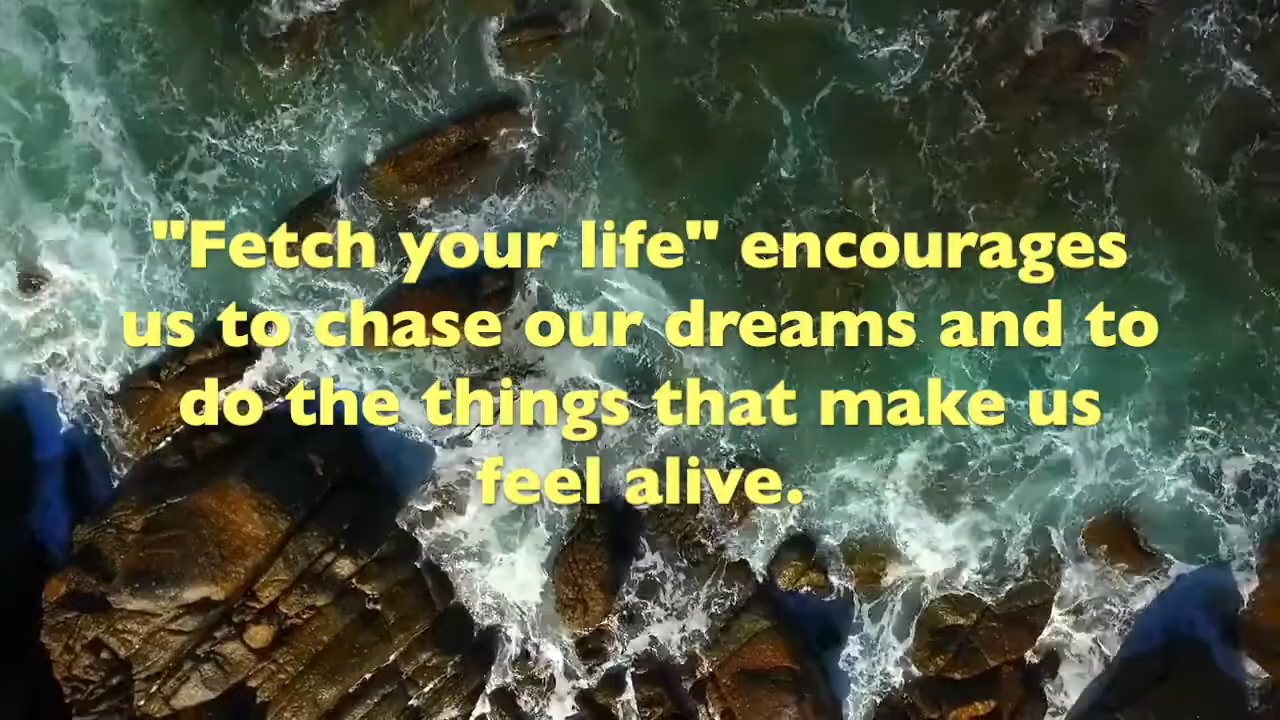 "Fetch your life" encourages
us to chase our dreams and to
do the things that make us
feel alive.